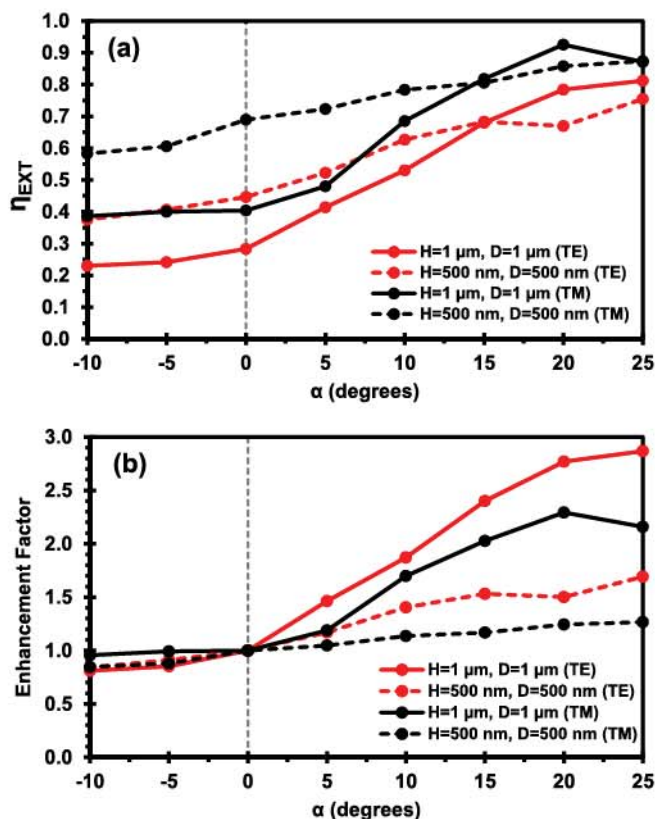 1.0
(a)
0.9
0.8
0.7
0.6
0.5
0.4
0.3
0.2
0.1
0.0
ηEXT
H=1 µm, D=1 µm (TE)
H=500 nm, D=500 nm (TE)
H=1 µm, D=1 µm (TM)
H=500 nm, D=500 nm (TM)
-10 -5 0 5 10 15 20 25
α (degrees)
3.0
(b)
2.5
2.0
1.5
1.0
0.5
0.0
Enhancement Factor
H=1 µm, D=1 µm (TE)
H=500 nm, D=500 nm (TE)
H=1 µm, D=1 µm (TM)
H=500 nm, D=500 nm (TM)
-10 -5 0 5 10 15 20 25
α (degrees)